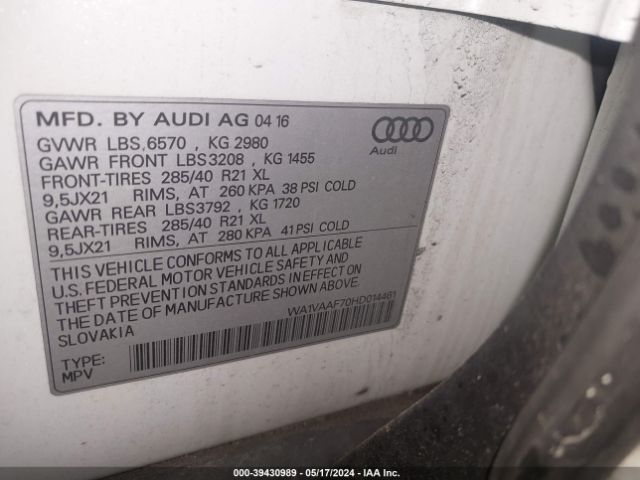 MFD. BY AUDI AG 04 16
GVWR LBS,6570 , KG 2980
GAWR FRONT LBS3208 , KG 1455
FRONT-TIRES 285/40 R21 XL
9,5JX21 RIMS, AT 260 KPA 38 PSI COLD
GAWR REAR LBS3792 , KG 1720
REAR-TIRES 285/40 R21 XL
9,5JX21 RIMS, AT 280 KPA 41 PSI COLD
THIS VEHICLE CONFORMS TO ALL APPLICABLE
U.S. FEDERAL MOTOR VEHICLE SAFETY AND
THEFT PREVENTION STANDARDS IN EFFECT ON
THE DATE OF MANUFACTURE SHOWN ABOVE.
SLOVAKIA
WA1VAAF70HD014461
TYPE:
MPV
Audi
000-39430989 — 05/17/2024 — IAA Inc.